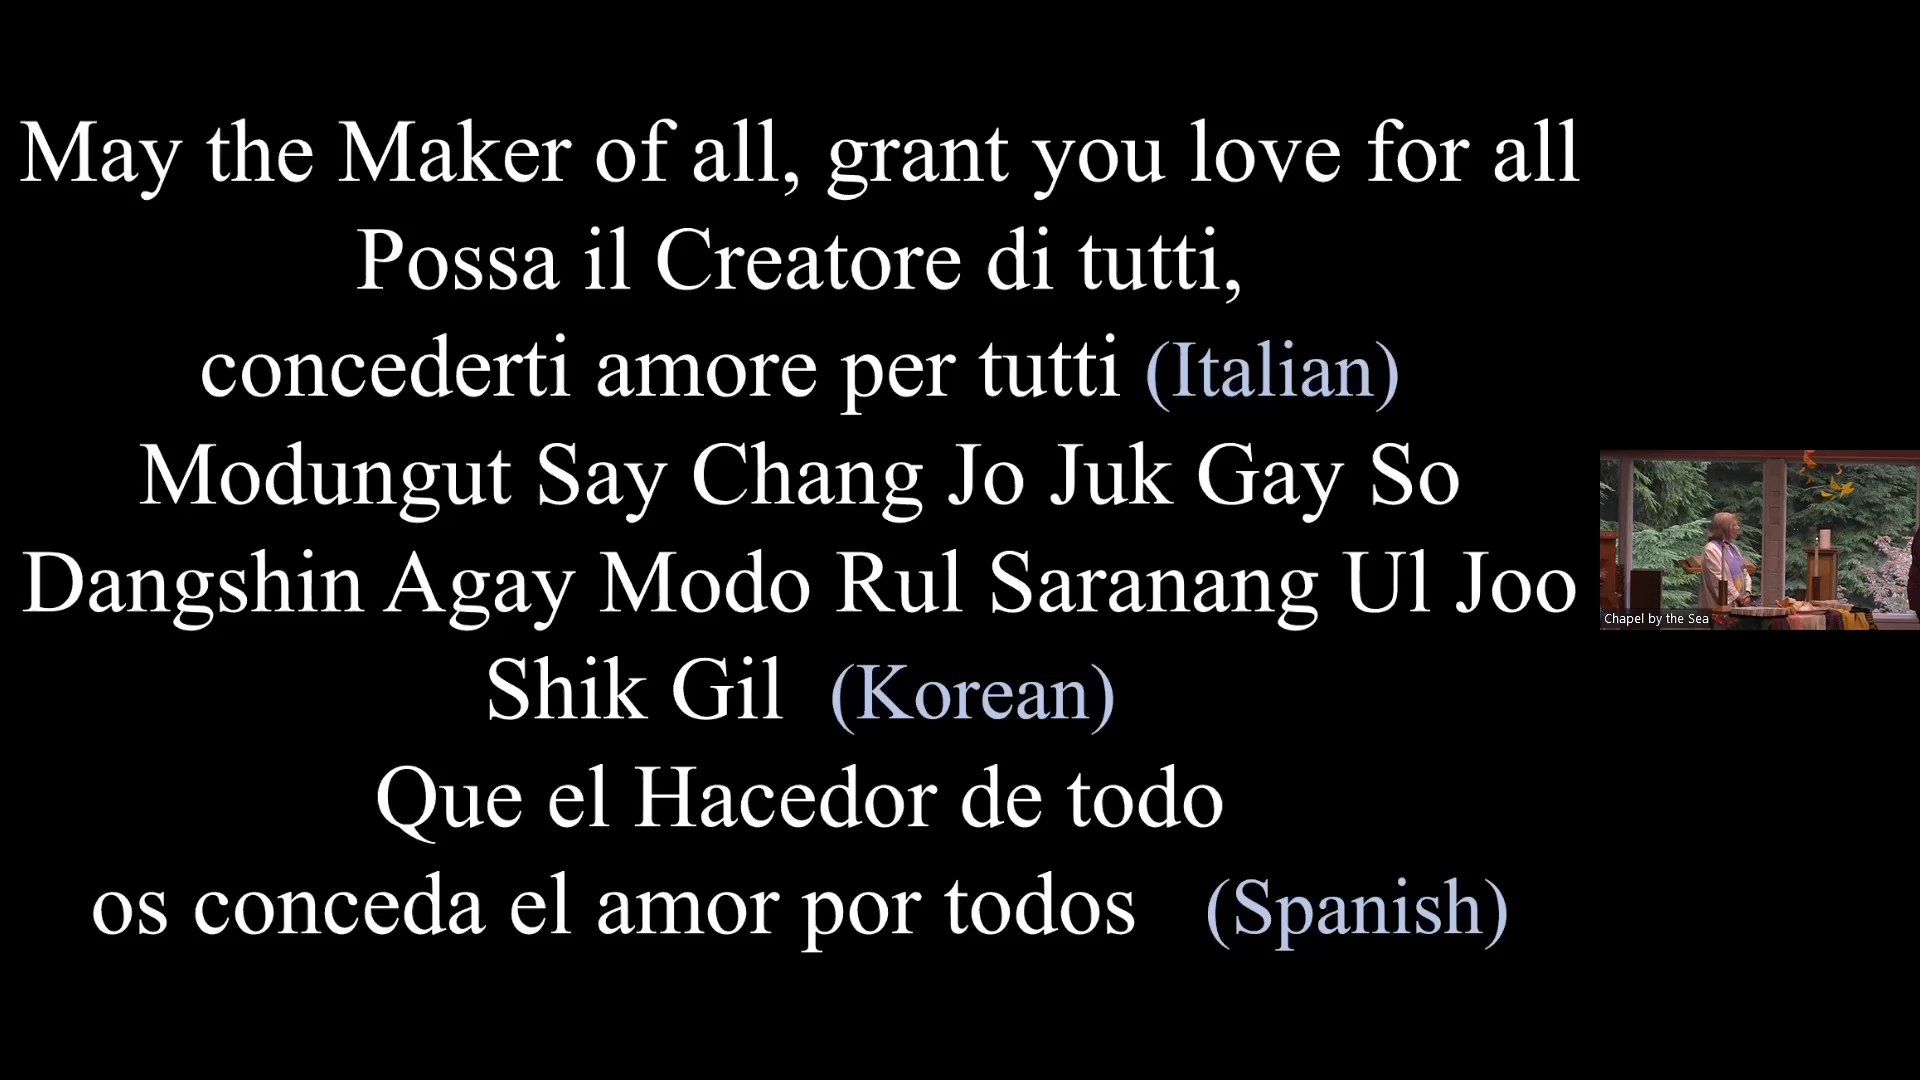 May the Maker of all, grant you love for all
Possa il Creatore di tutti,
concederti amore per tutti (Italian)
Modungut Say Chang Jo Juk Gay So
Dangshin Agay Modo Rul Saranang Ul Joo
Shik Gil (Korean)
Que el Hacedor de todo
os conceda el amor por todos (Spanish)
Chapel by the Sea